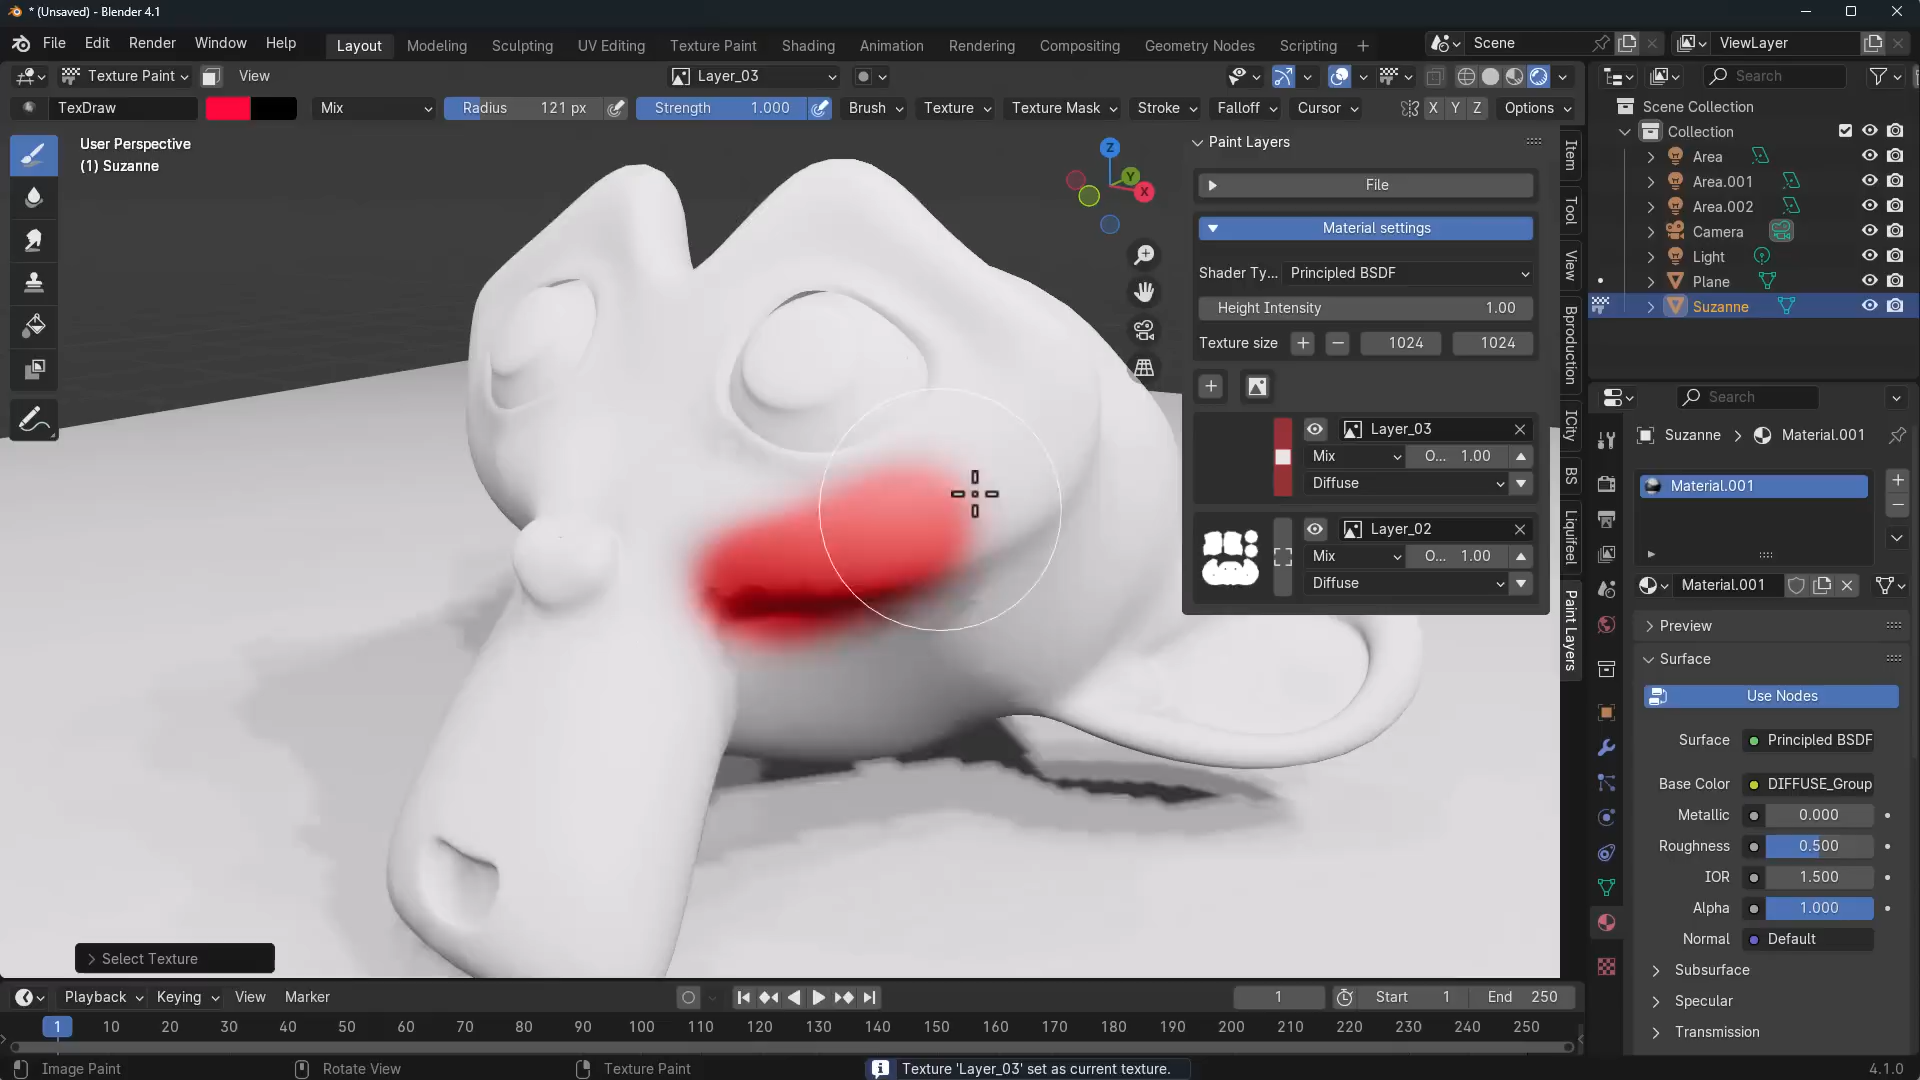 * (Unsaved) - Blender 4.1
File Edit Render Window Help Layout Modeling Sculpting UV Editing Texture Paint Shading Animation Rendering Compositing Geometry Nodes Scripting + Scene ViewLayer
Texture Paint View Layer_03 Search
TexDraw Mix Radius 121 px Strength 1.000 Brush Texture Texture Mask Stroke Falloff Cursor X Y Z Options
User Perspective
(1) Suzanne
Z
Y
X
Paint Layers
File
Material settings
Shader Ty... Principled BSDF
Height Intensity 1.00
Texture size + − 1024 1024
Layer_03
Mix O... 1.00
Diffuse
Layer_02
Mix O... 1.00
Diffuse
Item
Tool
View
Bproduction
ICity
BS
Liquifeel
Paint Layers
Scene Collection
Collection
Area
Area.001
Area.002
Camera
Light
Plane
Suzanne
Search
Suzanne > Material.001
Material.001
Material.001
Preview
Surface
Use Nodes
Surface Principled BSDF
Base Color DIFFUSE_Group
Metallic 0.000
Roughness 0.500
IOR 1.500
Alpha 1.000
Normal Default
Subsurface
Specular
Transmission
Select Texture
Playback Keying View Marker 1 Start 1 End 250
1 10 20 30 40 50 60 70 80 90 100 110 120 130 140 150 160 170 180 190 200 210 220 230 240 250
Image Paint Rotate View Texture Paint Texture 'Layer_03' set as current texture. 4.1.0